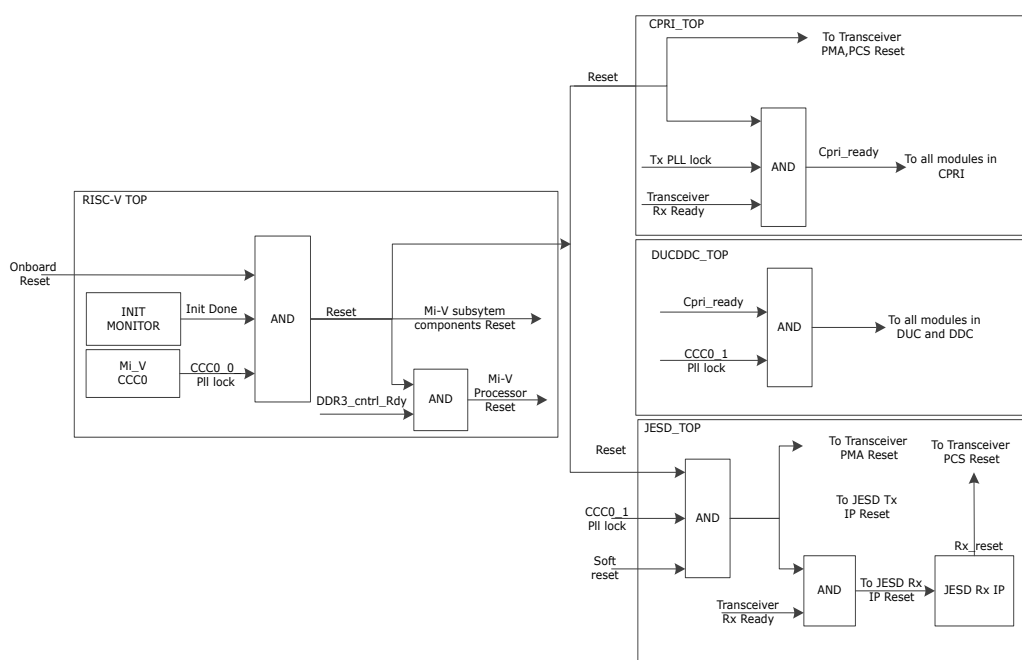 CPRI_TOP
To Transceiver
PMA,PCS Reset
Reset
AND
Tx PLL lock
Cpri_ready
To all modules in
CPRI
Transceiver
Rx Ready
RISC-V TOP
Onboard
Reset
INIT
MONITOR
Init Done
AND
Reset
Mi-V subsytem
components Reset
Mi_V
CCC0
CCC0_0
Pll lock
DDR3_cntrl_Rdy
AND
Mi-V
Processor
Reset
DUCDDC_TOP
Cpri_ready
AND
To all modules in
DUC and DDC
CCC0_1
Pll lock
JESD_TOP
Reset
To Transceiver
PMA Reset
To Transceiver
PCS Reset
CCC0_1
Pll lock
AND
To JESD Tx
IP Reset
Soft
reset
Rx_reset
AND
To JESD Rx
IP Reset
JESD Rx IP
Transceiver
Rx Ready